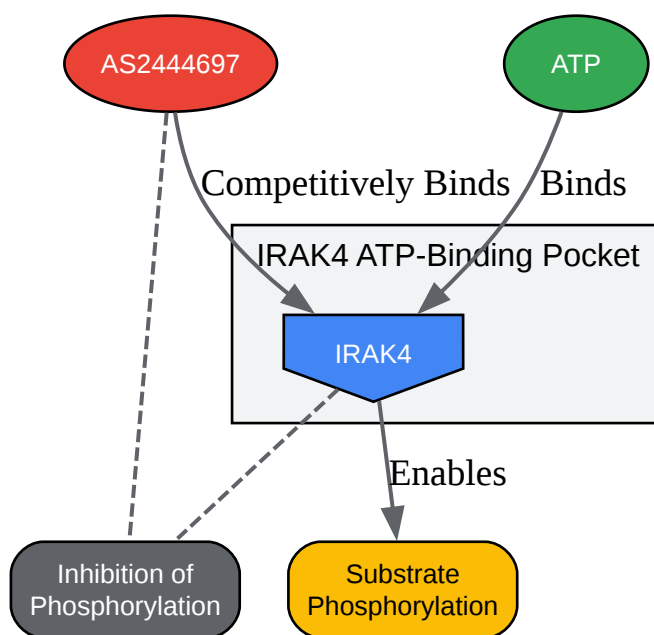 AS2444697
ATP
Competitively Binds
Binds
IRAK4 ATP-Binding Pocket
IRAK4
Enables
Inhibition of
Phosphorylation
Substrate
Phosphorylation